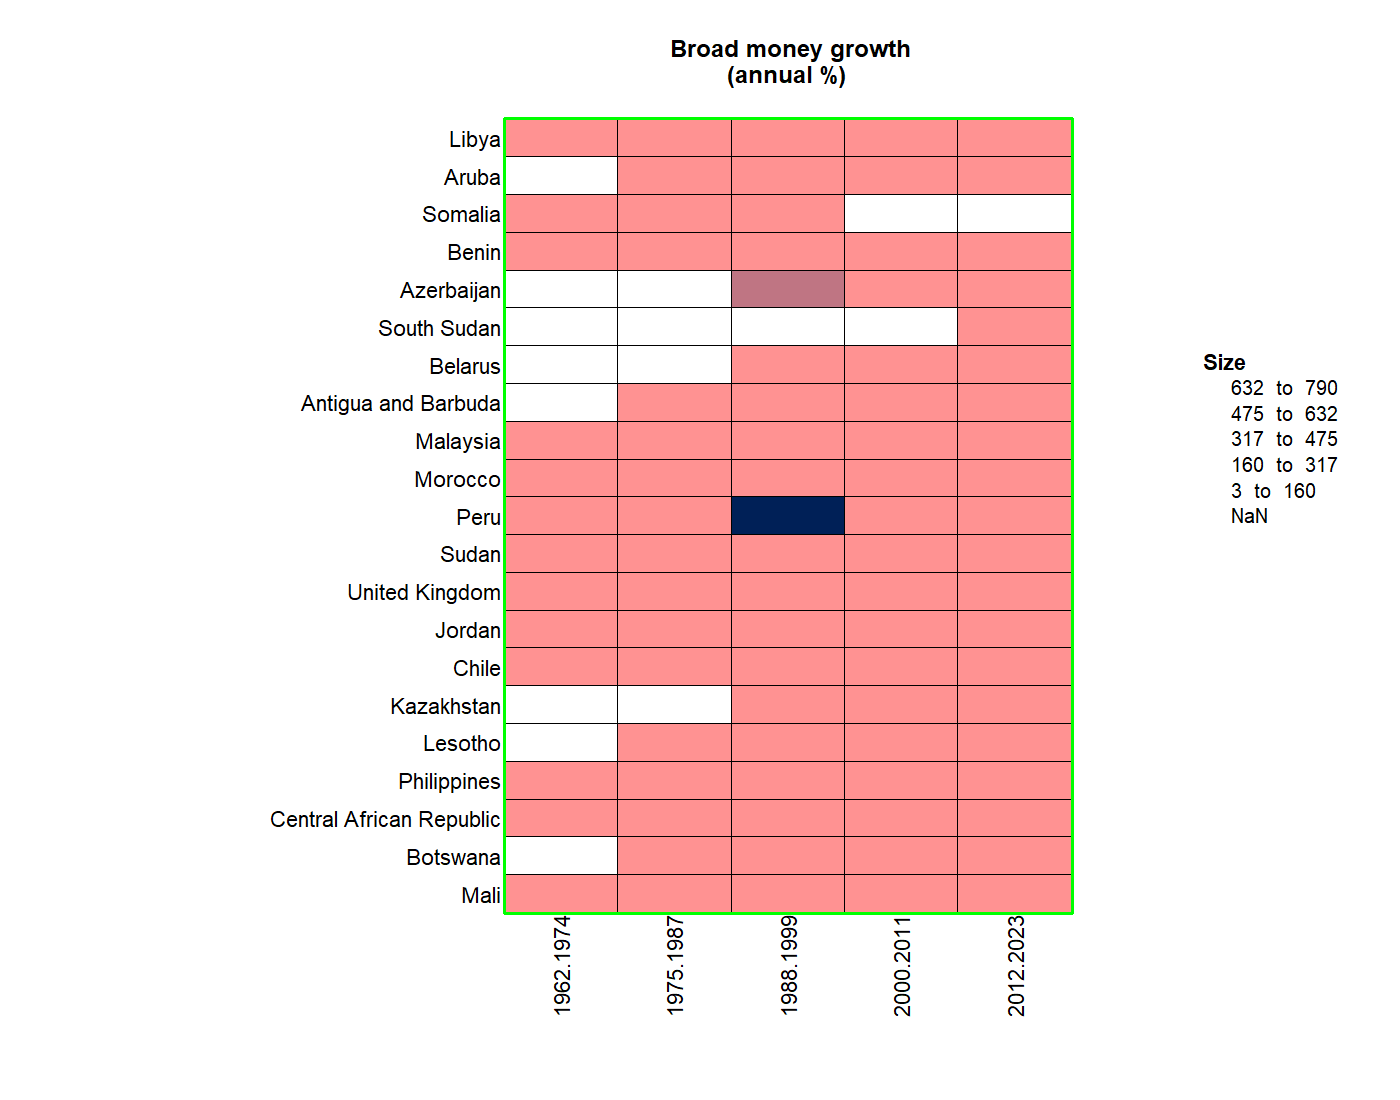 Broad money growth
(annual %)
Libya
Aruba
Somalia
Benin
Azerbaijan
South Sudan
Belarus
Antigua and Barbuda
Malaysia
Morocco
Peru
Sudan
United Kingdom
Jordan
Chile
Kazakhstan
Lesotho
Philippines
Central African Republic
Botswana
Mali
1962.1974
1975.1987
1988.1999
2000.2011
2012.2023
Size
632 to 790
475 to 632
317 to 475
160 to 317
3 to 160
NaN